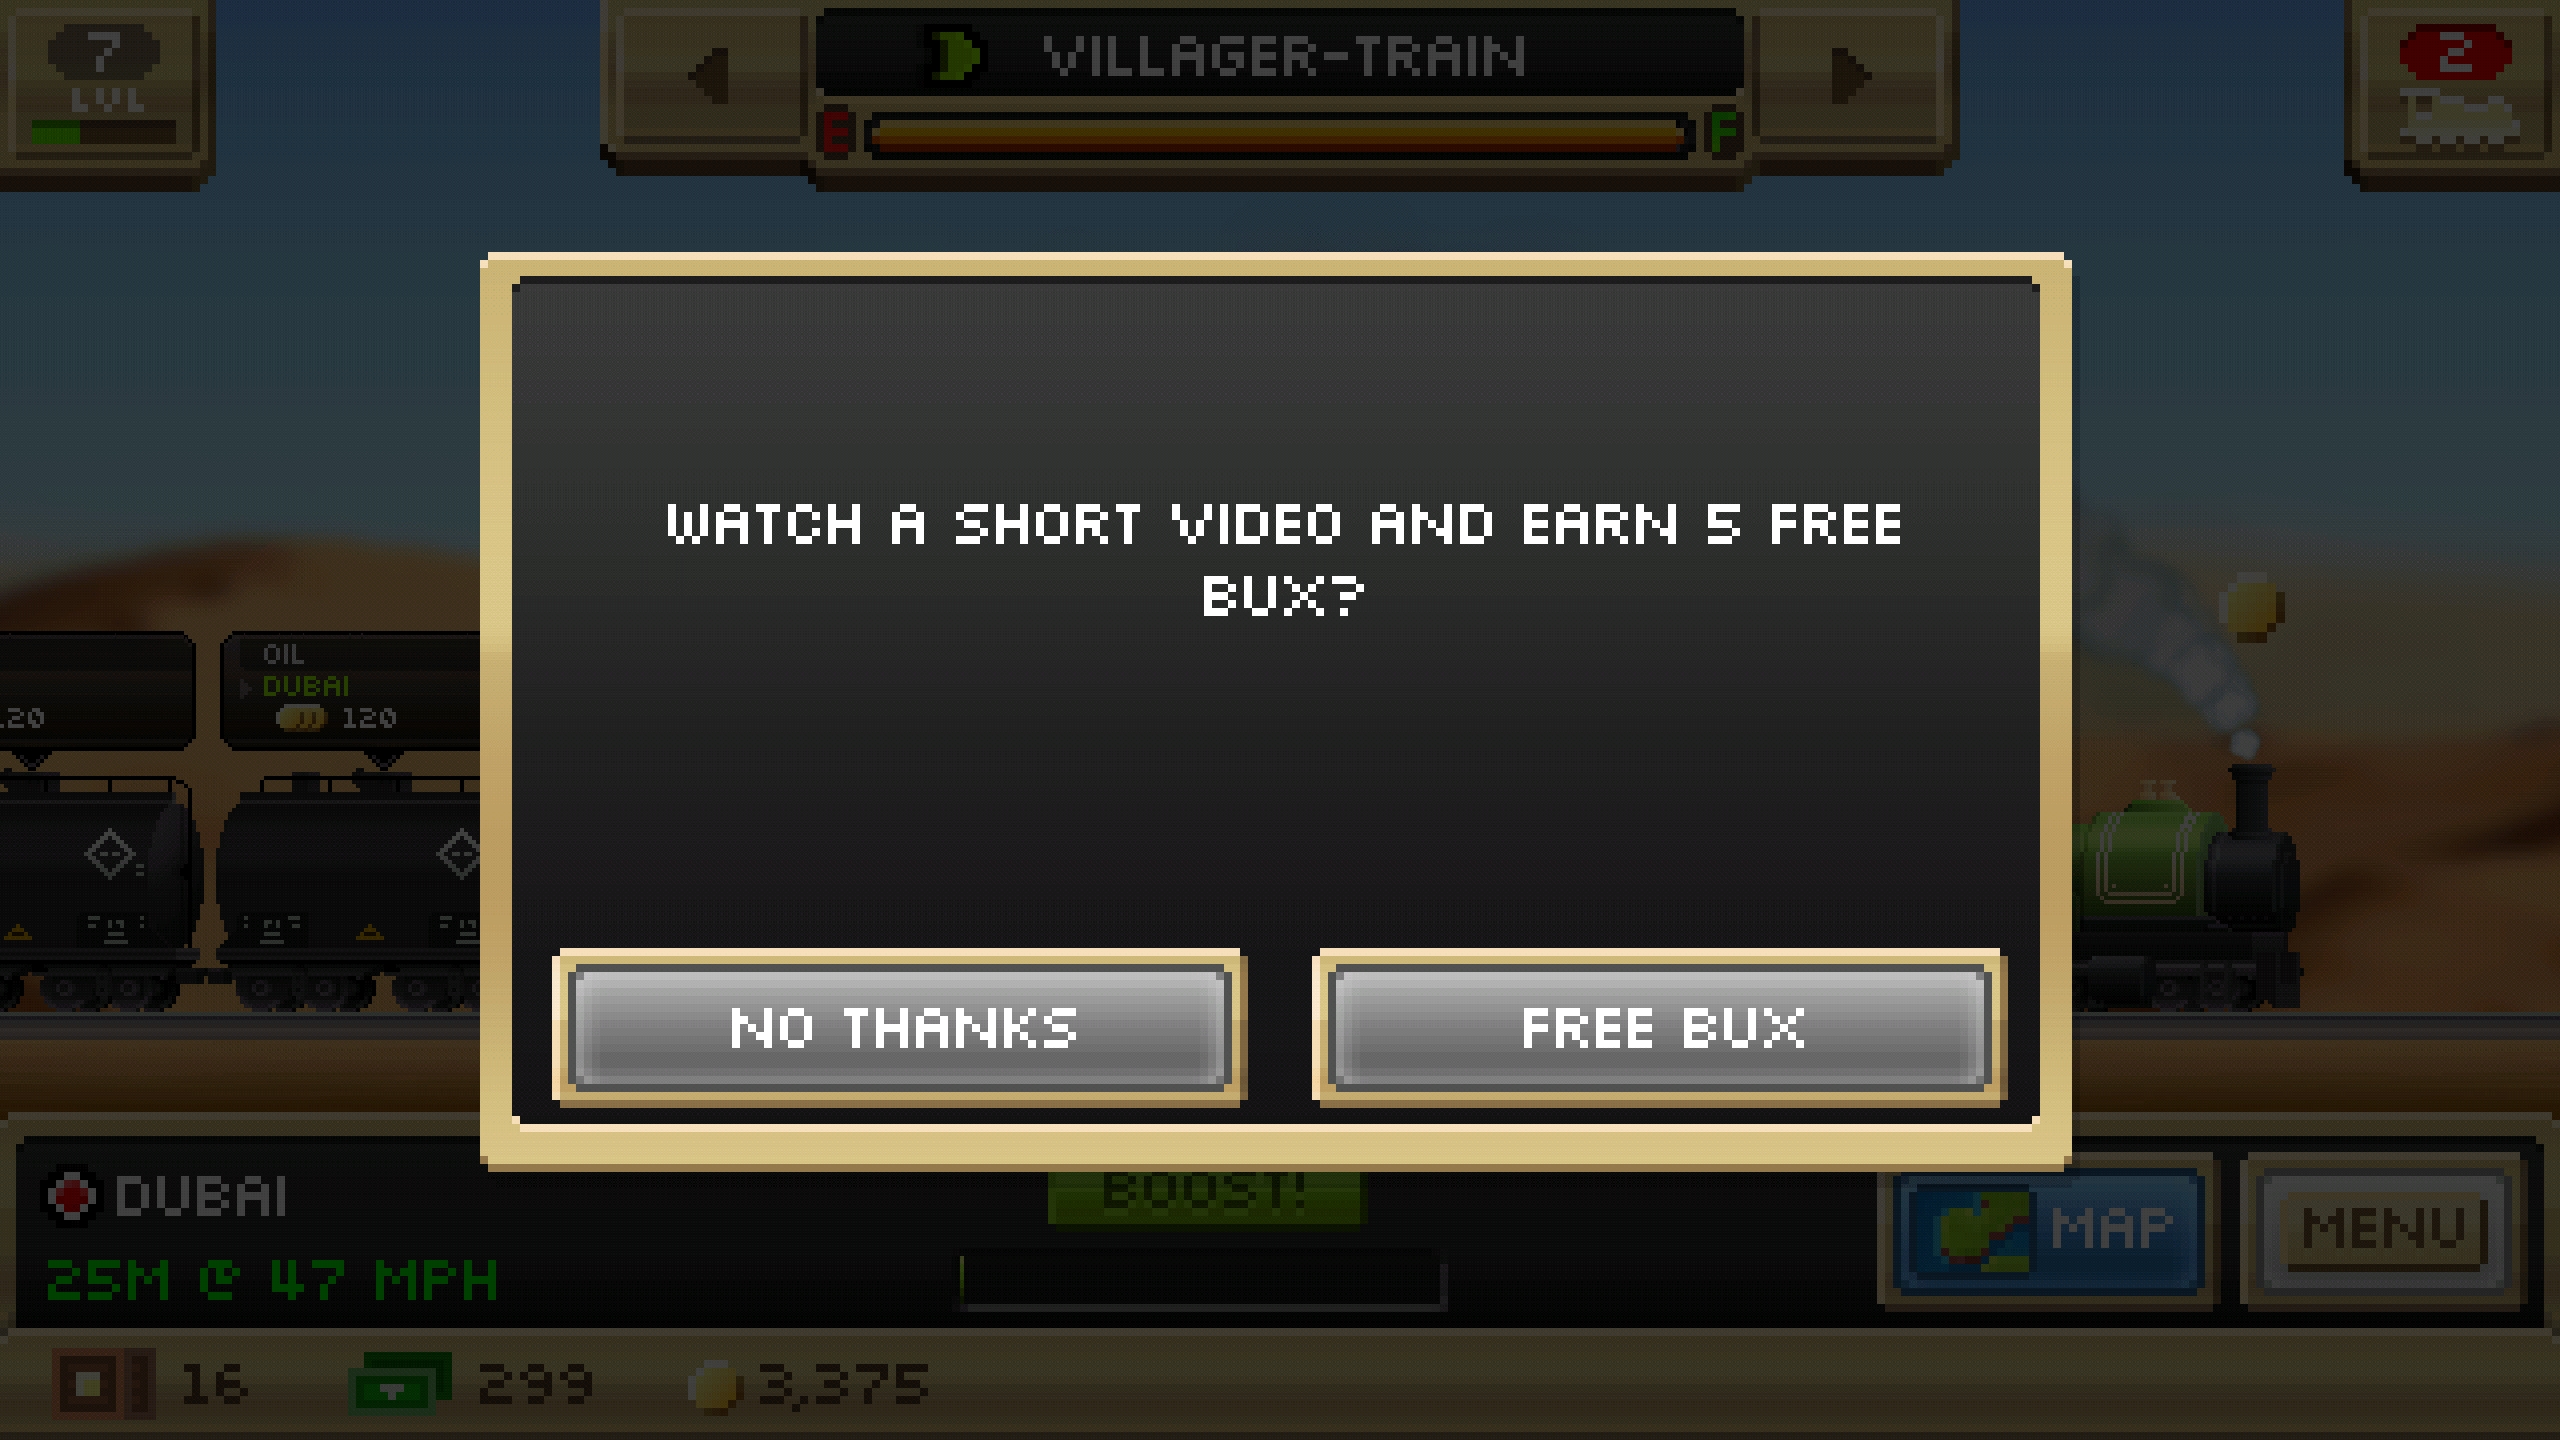 7
LVL
VILLAGER-TRAIN
E
F
2
WATCH A SHORT VIDEO AND EARN 5 FREE
BUX?
OIL
DUBAI
120
120
NO THANKS
FREE BUX
DUBAI
25M @ 47 MPH
BOOST!
MAP
MENU
16
299
3,375